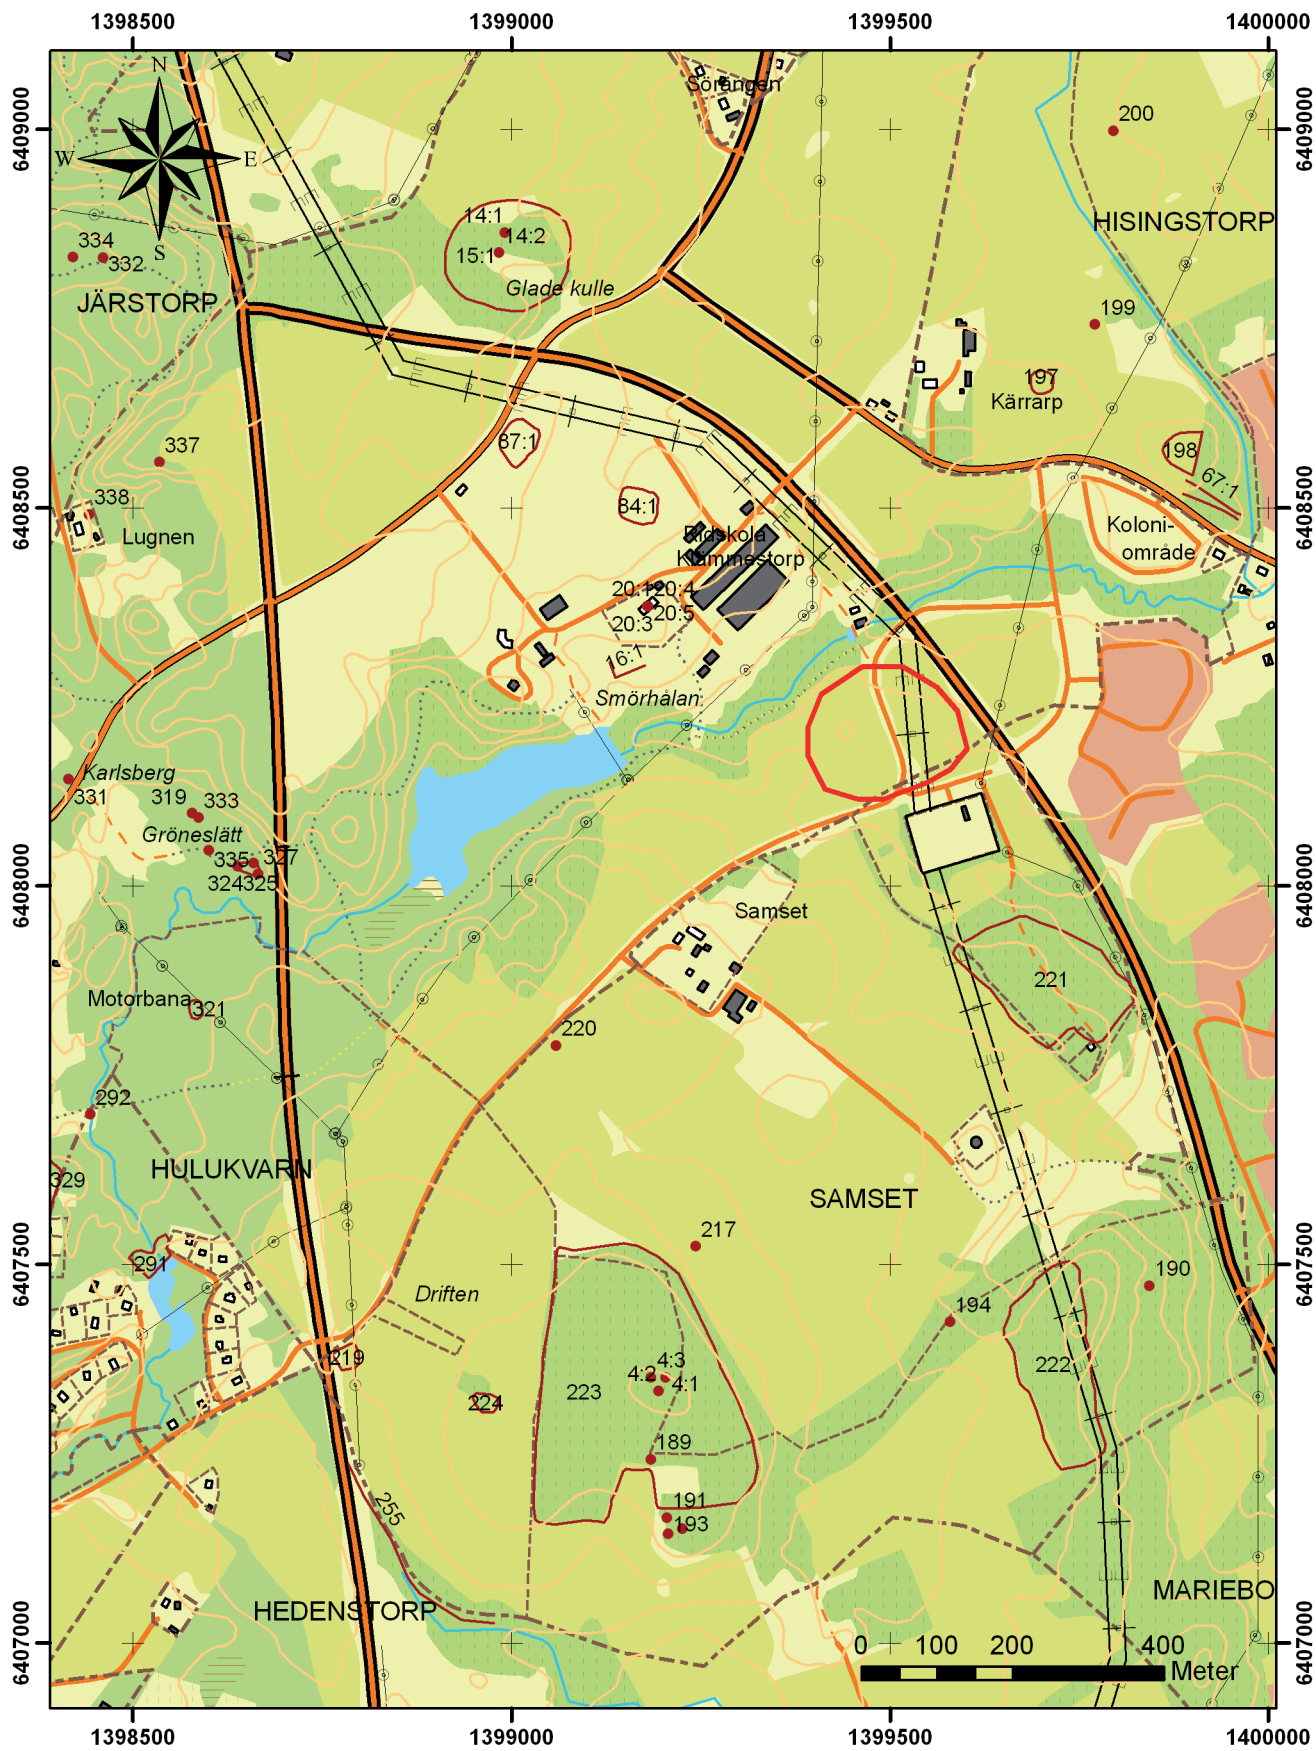 1398500 1399000 1399500 1400000
N
W E
S
6409000
6409000
Sörängen
200
HISINGSTORP
14:1
14:2
15:1
Glade kulle
334
332
JÄRSTORP
199
197
Kärrarp
87:1
198
67:1
337
338
Lugnen
84:1
6408500
6408500
Ridskola
Klämmestorp
Koloni-
område
20:1 20:4
20:3 20:5
16:1
Smörhålan
Karlsberg
331
319 333
Gröneslätt
335 327
324 325
6408000
6408000
Samset
221
Motorbana
321
220
292
HULUKVARN
329
SAMSET
217
291
6407500
6407500
190
Driften
194
219
4:3
4:2
4:1
223
222
224
189
255
191
193
MARIEBO
HEDENSTORP
6407000
6407000
0 100 200 400
Meter
1398500 1399000 1399500 1400000